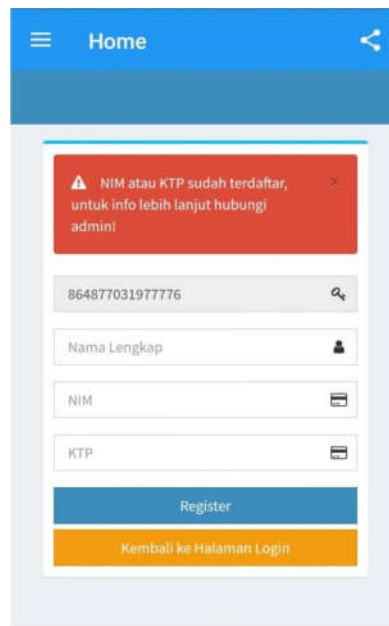 Home
NIM atau KTP sudah terdaftar, ×
untuk info lebih lanjut hubungi
admin!
864877031977776
Nama Lengkap
NIM
KTP
Register
Kembali ke Halaman Login